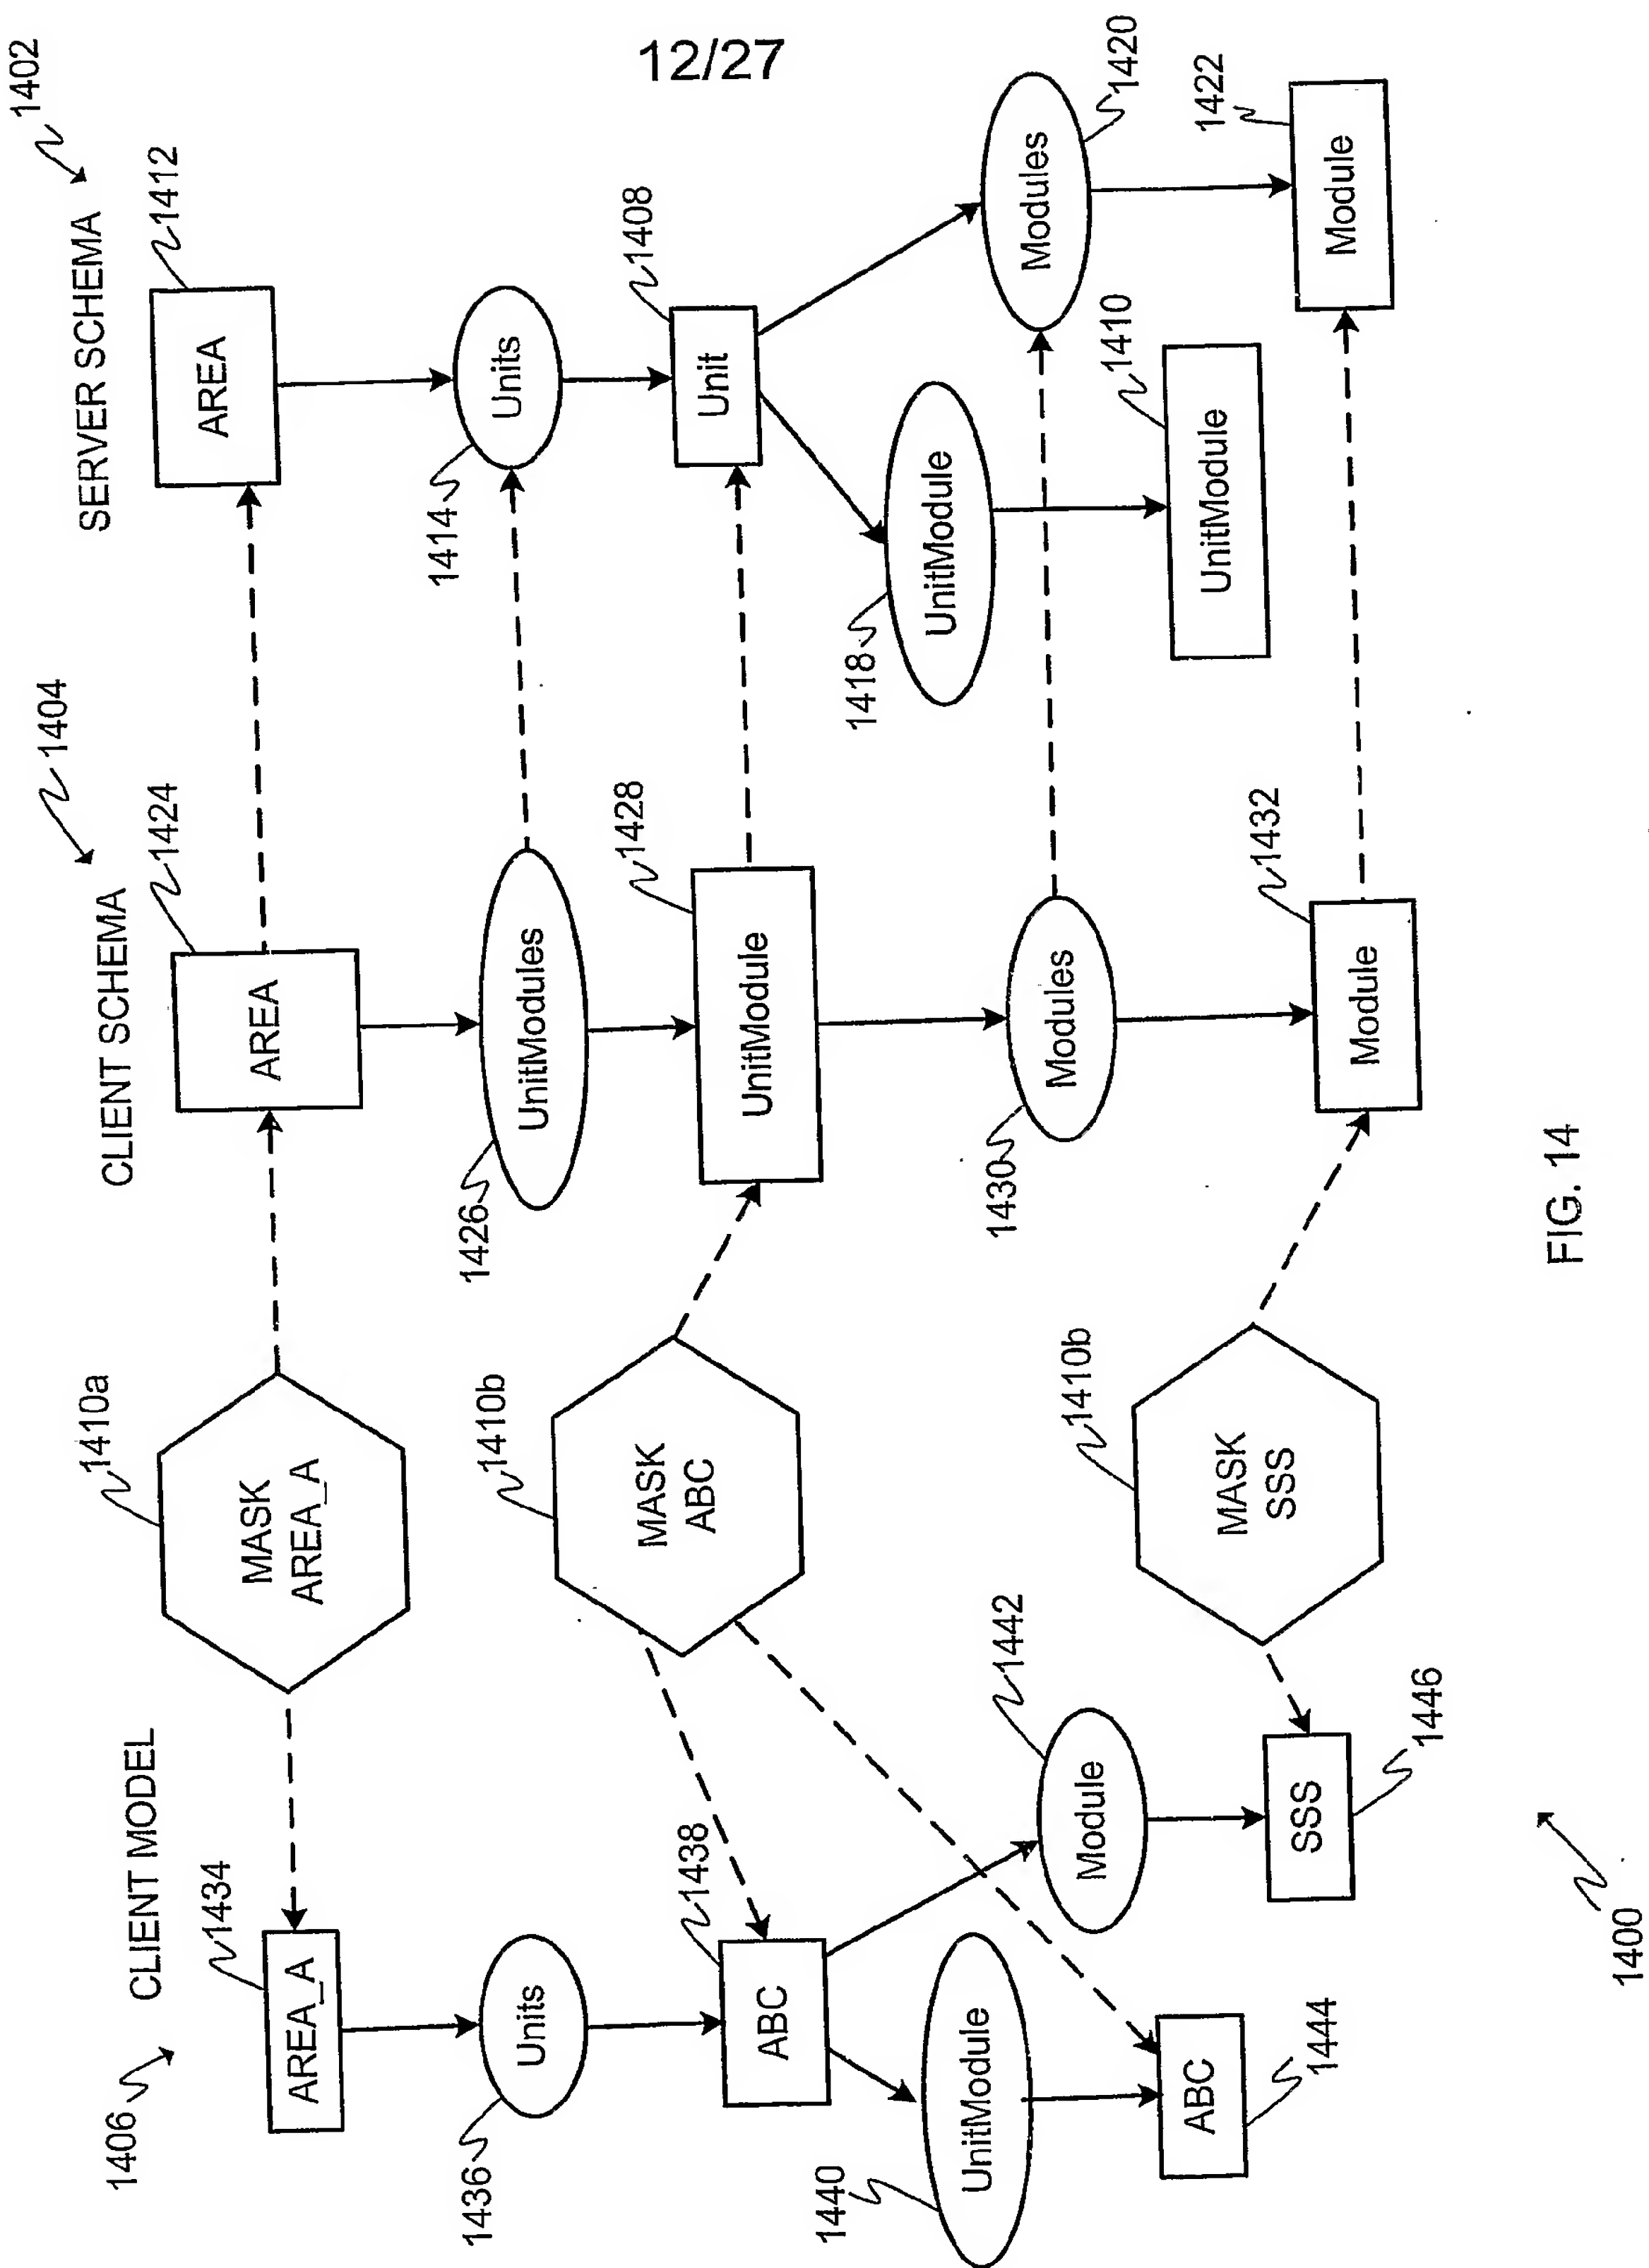 12/27
1406
CLIENT MODEL
1434
AREA_A
1436
Units
1438
ABC
1440
UnitModule
1442
Module
1444
ABC
1446
SSS
1410a
MASK
AREA_A
1410b
MASK
ABC
1410b
MASK
SSS
CLIENT SCHEMA
1404
1424
AREA
1426
UnitModules
1428
UnitModule
1430
Modules
1432
Module
SERVER SCHEMA
1402
1412
AREA
1414
Units
1408
Unit
1418
UnitModule
1420
Modules
1410
UnitModule
1422
Module
1400
FIG. 14